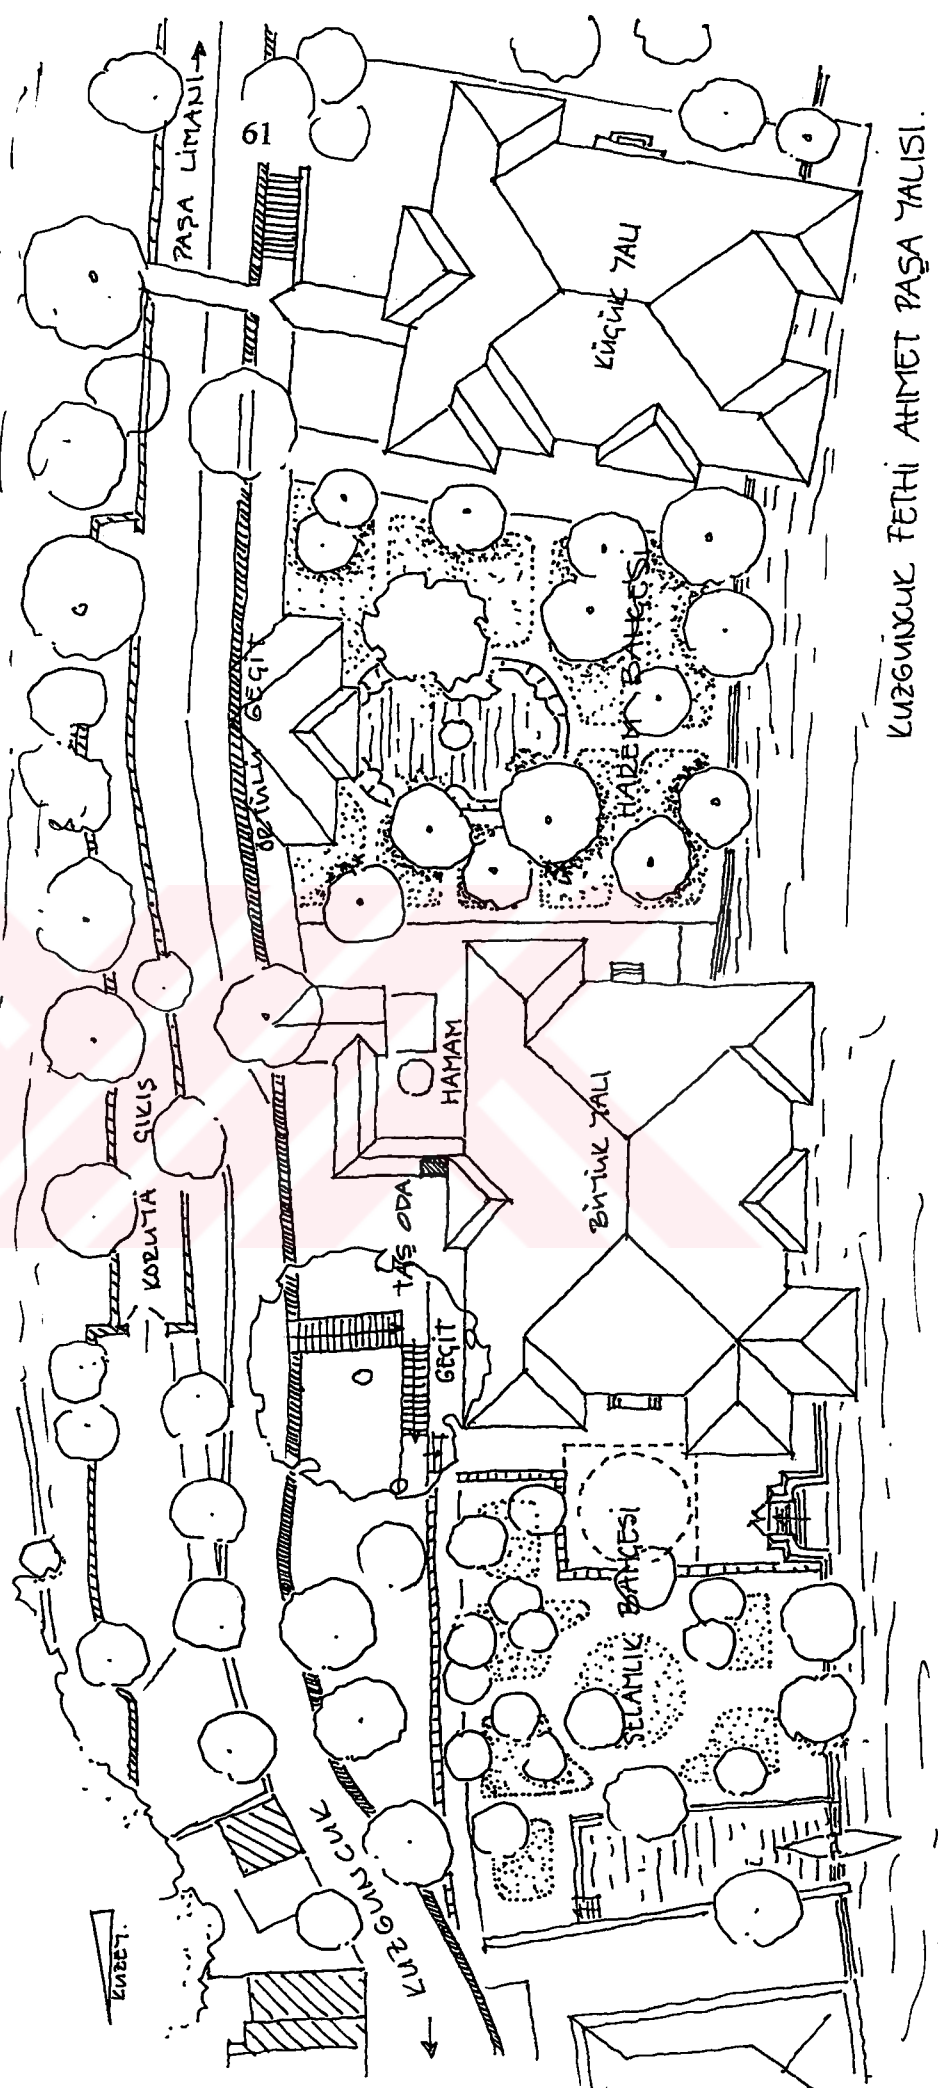 61
PAŞA LİMANI →
KÜÇÜK YALI
ÖRTÜLÜ GEÇİT
HAREM BAHÇESİ
HAMAM
BÜYÜK YALI
KORUYA ÇIKIŞ
TAŞ ODA
GEÇİT
SELAMLIK BAHÇESİ
← KUZGUNCUK
KUZEY.
KUZGUNCUK FETHİ AHMET PAŞA YALISI.